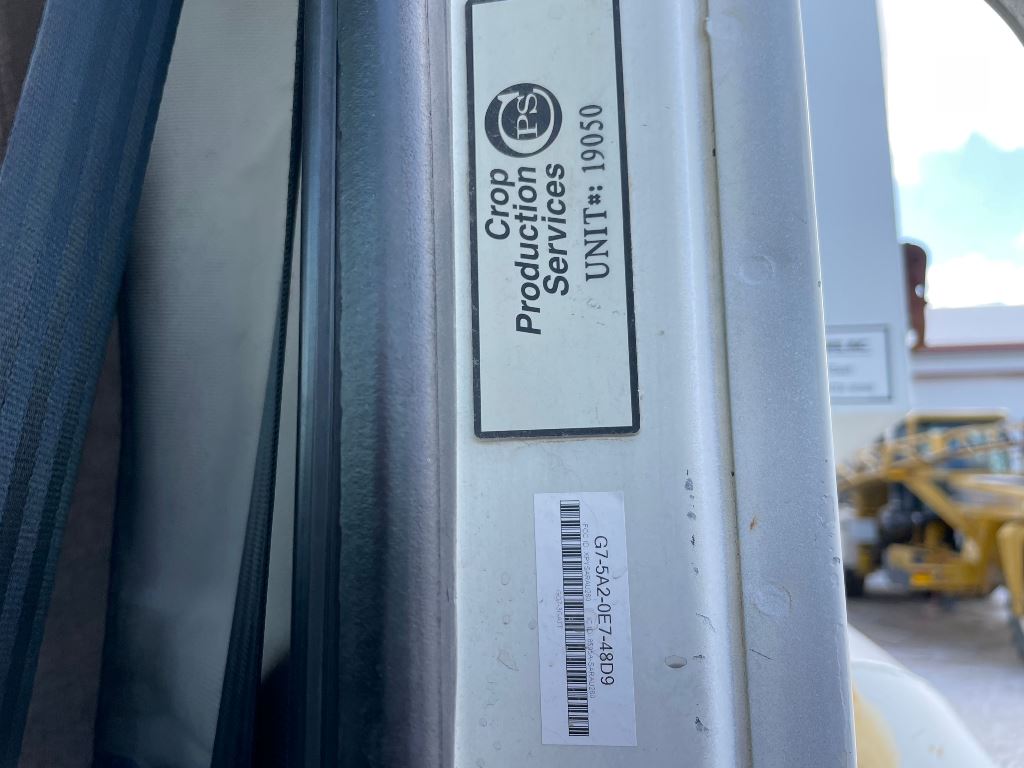 CPS
Crop
Production
Services
UNIT#: 19050
G7-5A2-0E7-48D9